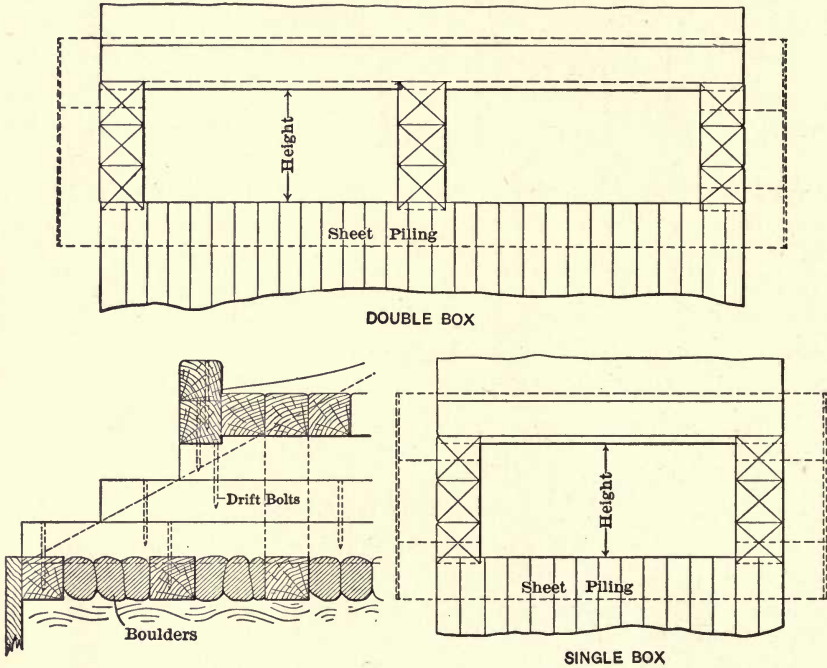 Height
Sheet Piling
DOUBLE BOX
Drift Bolts
Boulders
Height
Sheet Piling
SINGLE BOX